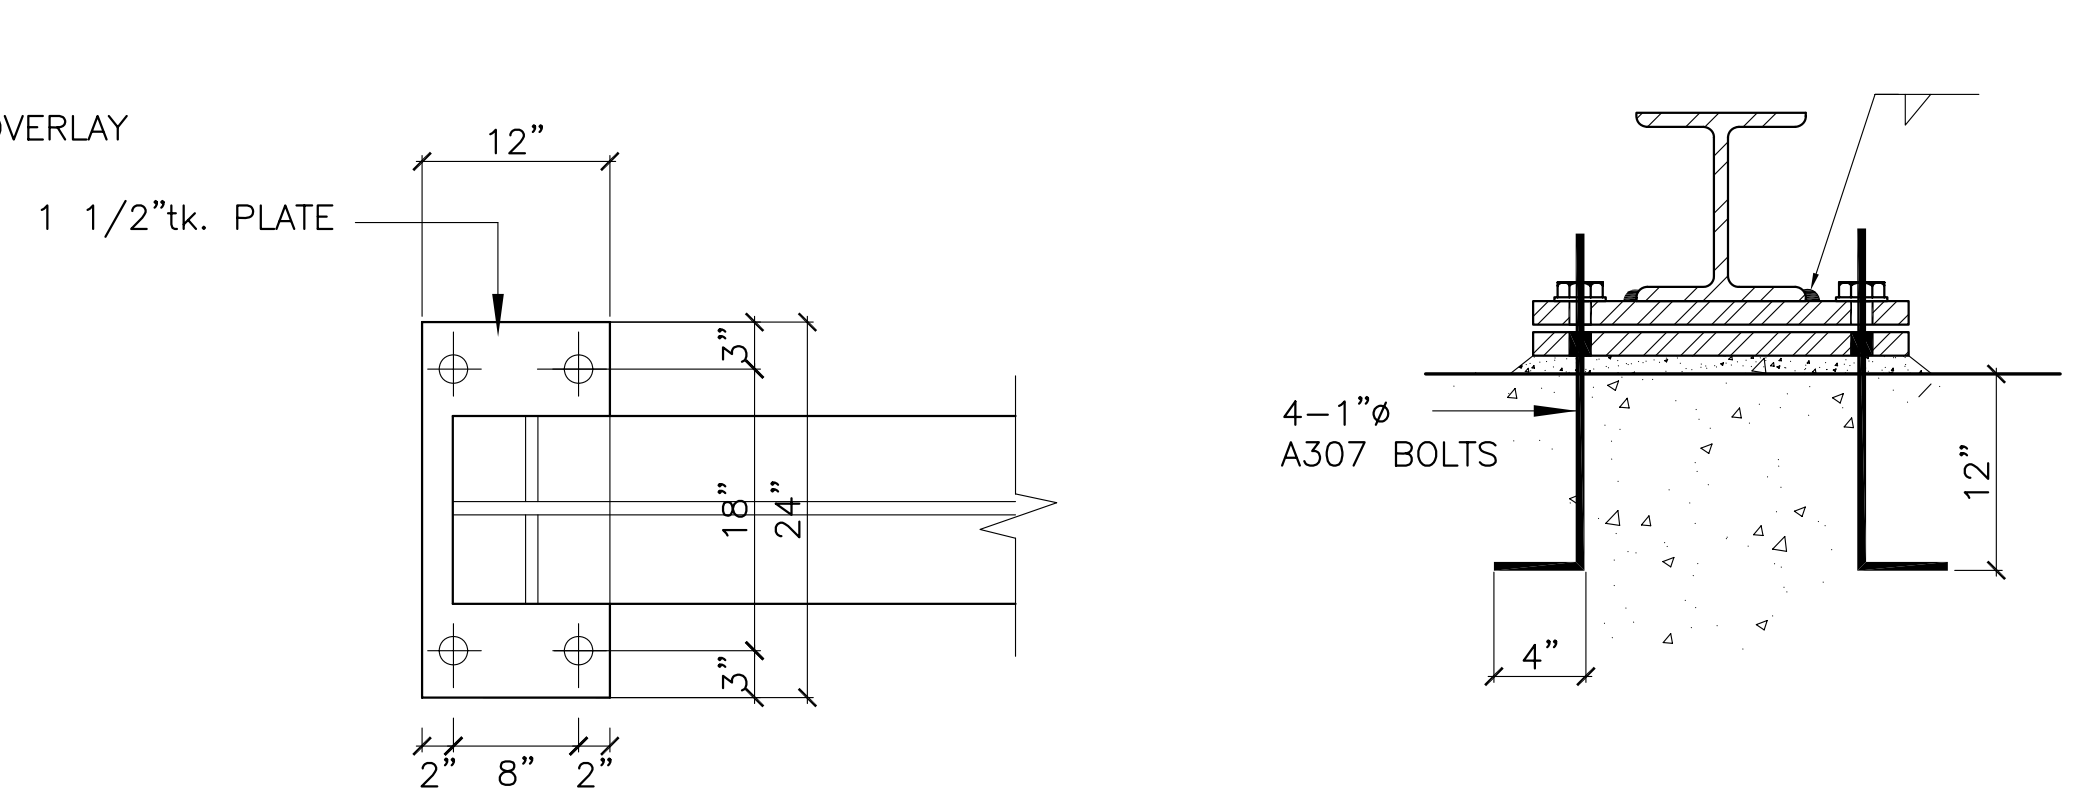 OVERLAY
12”
1 1/2”tk. PLATE
3”
18”
24”
3”
2” 8” 2”
4-1”ø
A307 BOLTS
12”
4”